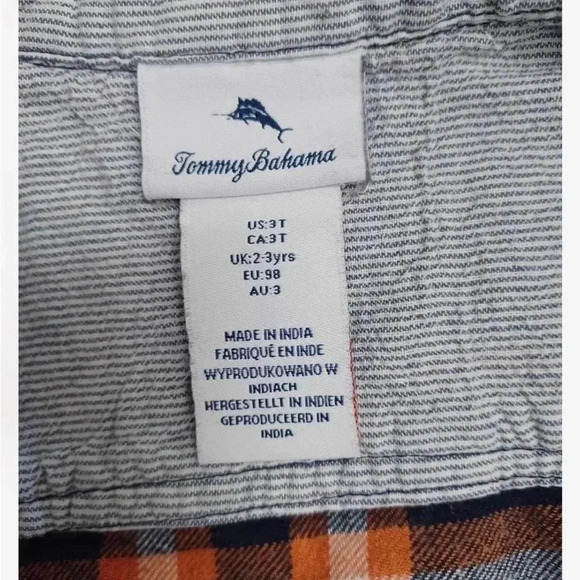 Tommy Bahama
US:3T
CA:3T
UK:2-3yrs
EU:98
AU:3
MADE IN INDIA
FABRIQUÉ EN INDE
WYPRODUKOWANO W
INDIACH
HERGESTELLT IN INDIEN
GEPRODUCEERD IN
INDIA